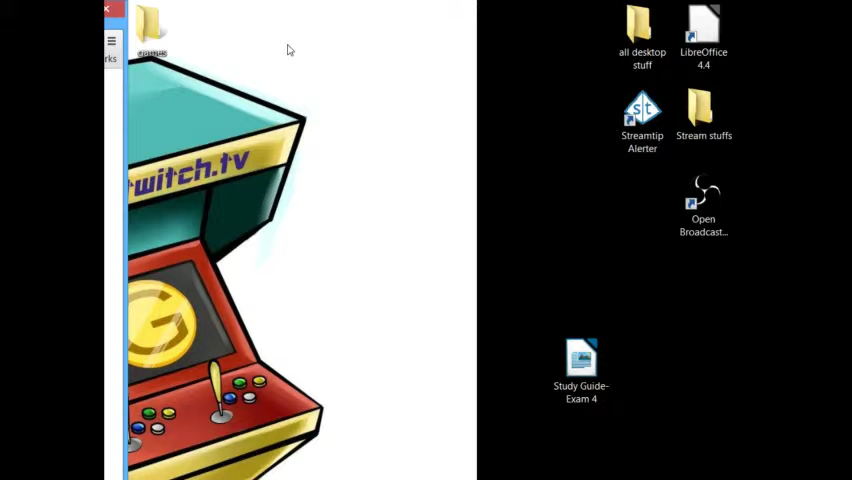 rks
games
twitch.tv
G
all desktop
stuff
LibreOffice
4.4
st
Streamtip
Alerter
Stream stuffs
Open
Broadcast...
Study Guide-
Exam 4